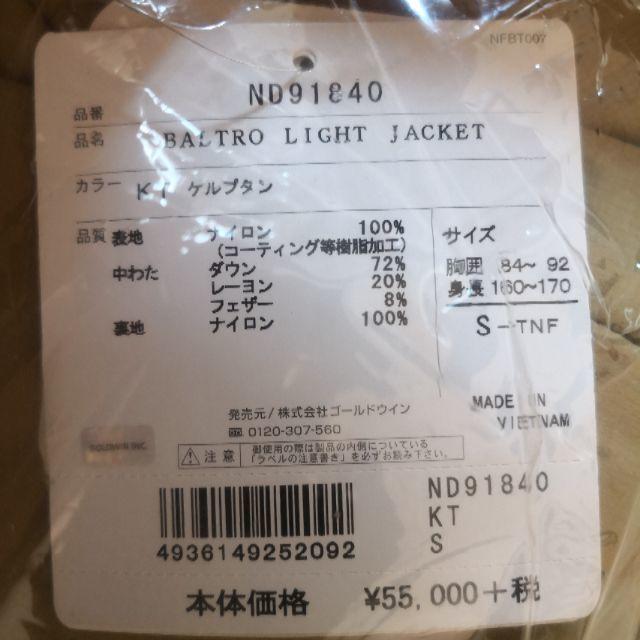 NFBT007
品番 ND91840
品名 BALTRO LIGHT JACKET
カラー KT ケルプタン
品質 表地 ナイロン 100%
(コーティング等樹脂加工)
中わた ダウン 72%
レーヨン 20%
フェザー 8%
裏地 ナイロン 100%
サイズ
胸囲 84~ 92
身長 160~170
S-TNF
MADE IN
VIETNAM
発売元/株式会社ゴールドウイン
0120-307-560
GOLDWIN INC.
注意 御使用の際は製品の内側についている
「ラベルの注意書き」を必ずお読み下さい。
ND91840
KT
S
4936149252092
本体価格 ¥55,000+税